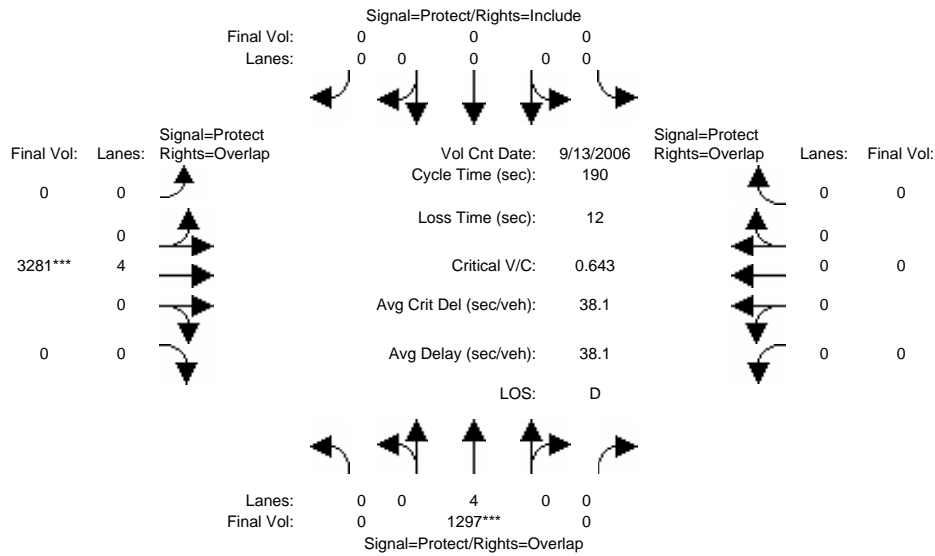 Signal=Protect/Rights=Include
Final Vol: 0 0 0
Lanes: 0 0 0 0 0
Signal=Protect Signal=Protect
Final Vol: Lanes: Rights=Overlap Vol Cnt Date: 9/13/2006 Rights=Overlap Lanes: Final Vol:
Cycle Time (sec): 190
0 0 0 0
Loss Time (sec): 12
0 0
3281*** 4 Critical V/C: 0.643 0 0
0 Avg Crit Del (sec/veh): 38.1 0
0 0 Avg Delay (sec/veh): 38.1 0 0
LOS: D
Lanes: 0 0 4 0 0
Final Vol: 0 1297*** 0
Signal=Protect/Rights=Overlap